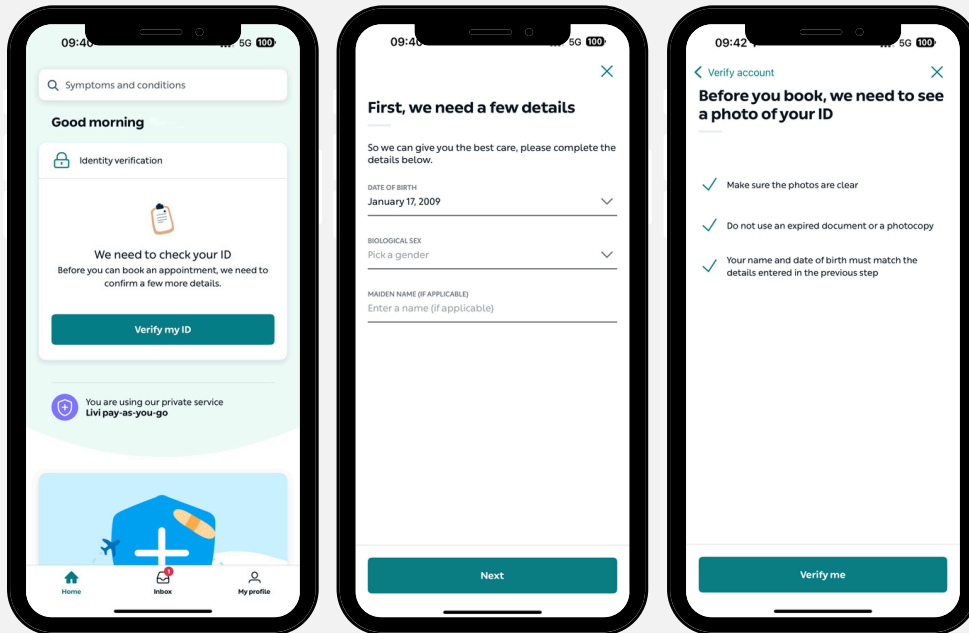 09:40
5G 100
Symptoms and conditions
Good morning
Identity verification
We need to check your ID
Before you can book an appointment, we need to
confirm a few more details.
Verify my ID
You are using our private service
Livi pay-as-you-go
1
Home
Inbox
My profile
09:40
5G 100
First, we need a few details
So we can give you the best care, please complete the
details below.
DATE OF BIRTH
January 17, 2009
BIOLOGICAL SEX
Pick a gender
MAIDEN NAME (IF APPLICABLE)
Enter a name (if applicable)
Next
09:42
5G 100
Verify account
Before you book, we need to see
a photo of your ID
Make sure the photos are clear
Do not use an expired document or a photocopy
Your name and date of birth must match the
details entered in the previous step
Verify me